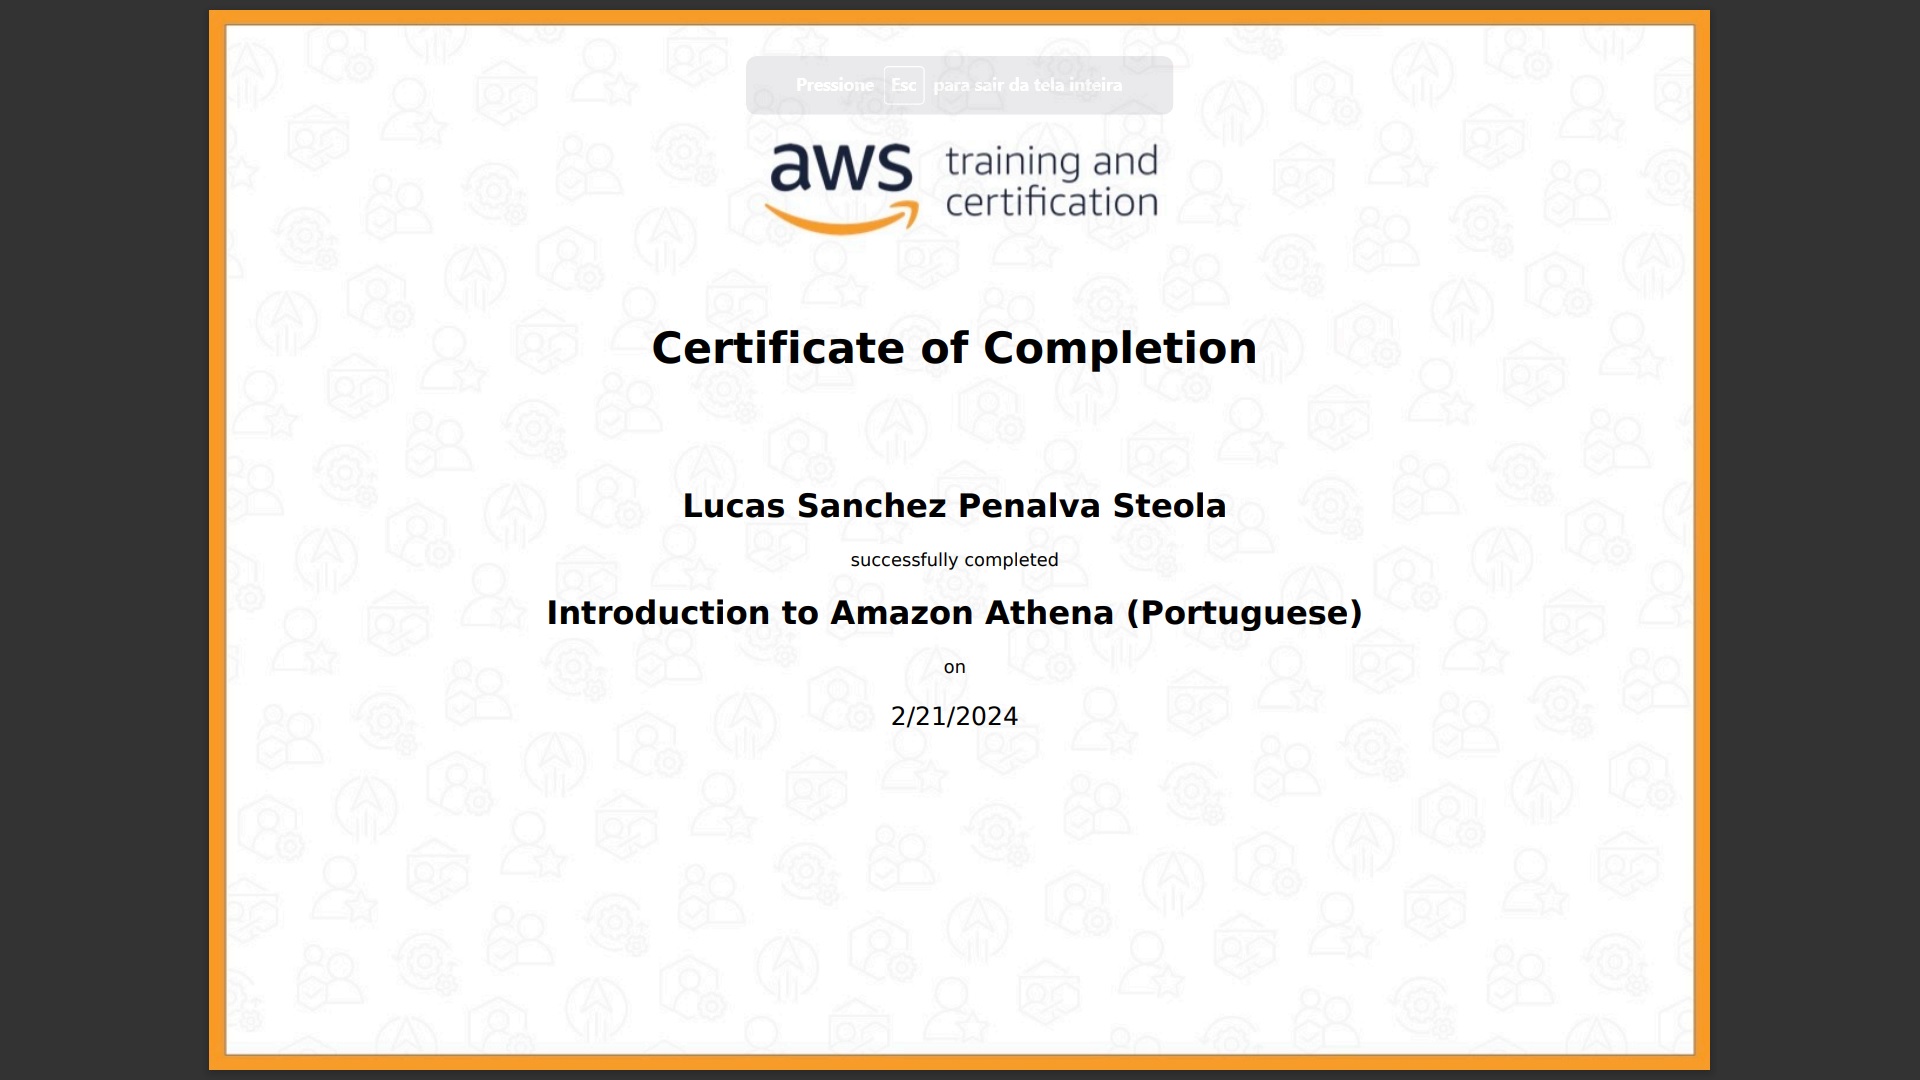 Pressione Esc para sair da tela inteira
aws training and
certification
Certificate of Completion
Lucas Sanchez Penalva Steola
successfully completed
Introduction to Amazon Athena (Portuguese)
on
2/21/2024